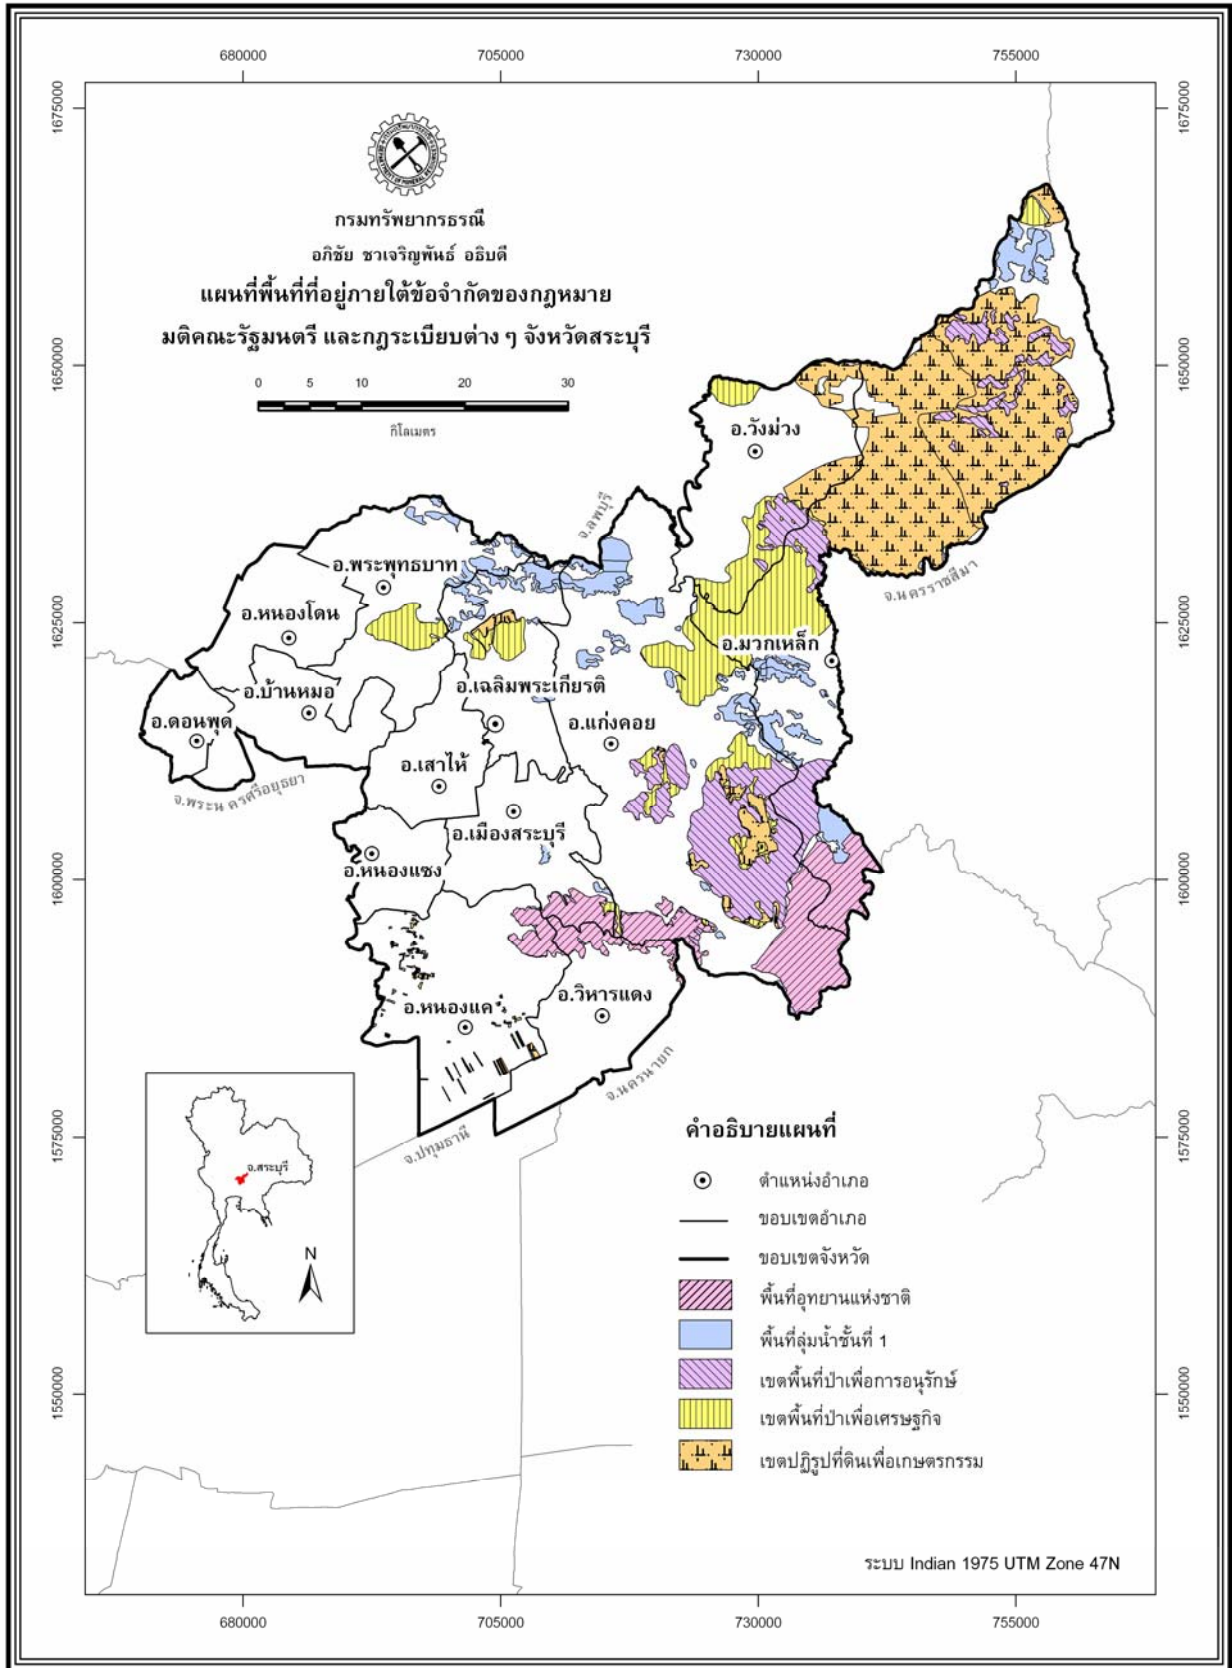 680000 705000 730000 755000
1675000 1675000
DEPARTMENT OF MINERAL RESOURCES
กรมทรัพยากรธรณี
อภิชัย ชวเจริญพันธ์ อธิบดี
แผนที่พื้นที่ที่อยู่ภายใต้ข้อจำกัดของกฎหมาย
มติคณะรัฐมนตรี และกฎระเบียบต่าง ๆ จังหวัดสระบุรี
1650000 1650000
0 5 10 20 30
กิโลเมตร
อ.วังม่วง
จ.ลพบุรี
อ.พระพุทธบาท
จ.นครราชสีมา
อ.หนองโดน
1625000 1625000
อ.มวกเหล็ก
อ.บ้านหมอ
อ.เฉลิมพระเกียรติ
อ.ดอนพุด
อ.แก่งคอย
อ.เสาไห้
จ.พระนครศรีอยุธยา
อ.เมืองสระบุรี
อ.หนองแซง
1600000 1600000
อ.วิหารแดง
อ.หนองแค
จ.นครนายก
จ.ปทุมธานี
1575000 1575000
จ.สระบุรี
N
คำอธิบายแผนที่
ตำแหน่งอำเภอ
ขอบเขตอำเภอ
ขอบเขตจังหวัด
พื้นที่อุทยานแห่งชาติ
พื้นที่ลุ่มน้ำชั้นที่ 1
เขตพื้นที่ป่าเพื่อการอนุรักษ์
1550000 1550000
เขตพื้นที่ป่าเพื่อเศรษฐกิจ
เขตปฏิรูปที่ดินเพื่อเกษตรกรรม
ระบบ Indian 1975 UTM Zone 47N
680000 705000 730000 755000